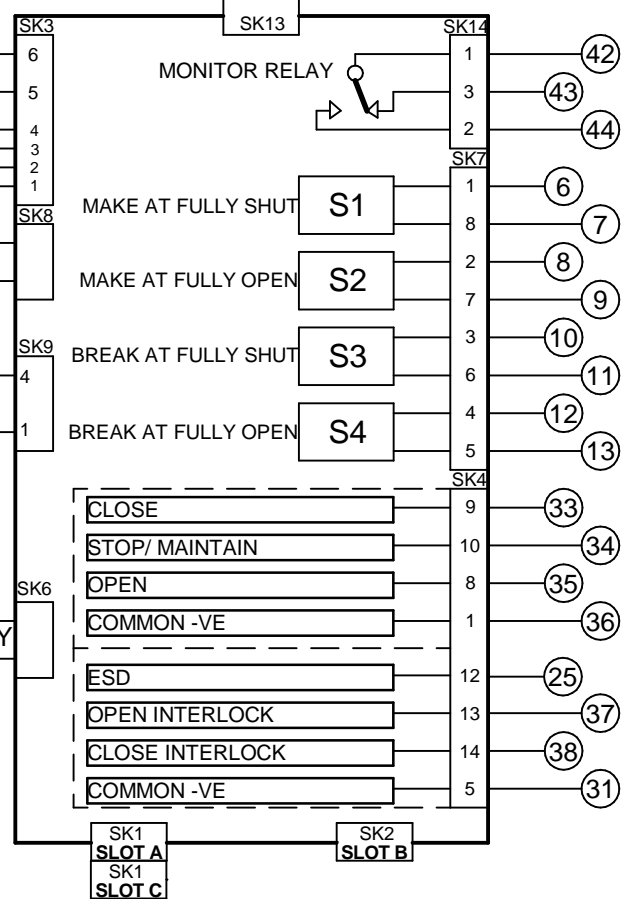 SK3
SK13
SK14
6
MONITOR RELAY
1
42
5
3
43
4
2
44
3
2
1
SK7
MAKE AT FULLY SHUT
S1
1
6
8
7
SK8
MAKE AT FULLY OPEN
S2
2
8
7
9
SK9
BREAK AT FULLY SHUT
S3
3
10
4
6
11
BREAK AT FULLY OPEN
S4
4
12
1
5
13
SK4
CLOSE
9
33
STOP/ MAINTAIN
10
34
SK6
OPEN
8
35
COMMON -VE
1
36
Y
ESD
12
25
OPEN INTERLOCK
13
37
CLOSE INTERLOCK
14
38
COMMON -VE
5
31
SK1
SLOT A
SK2
SLOT B
SK1
SLOT C